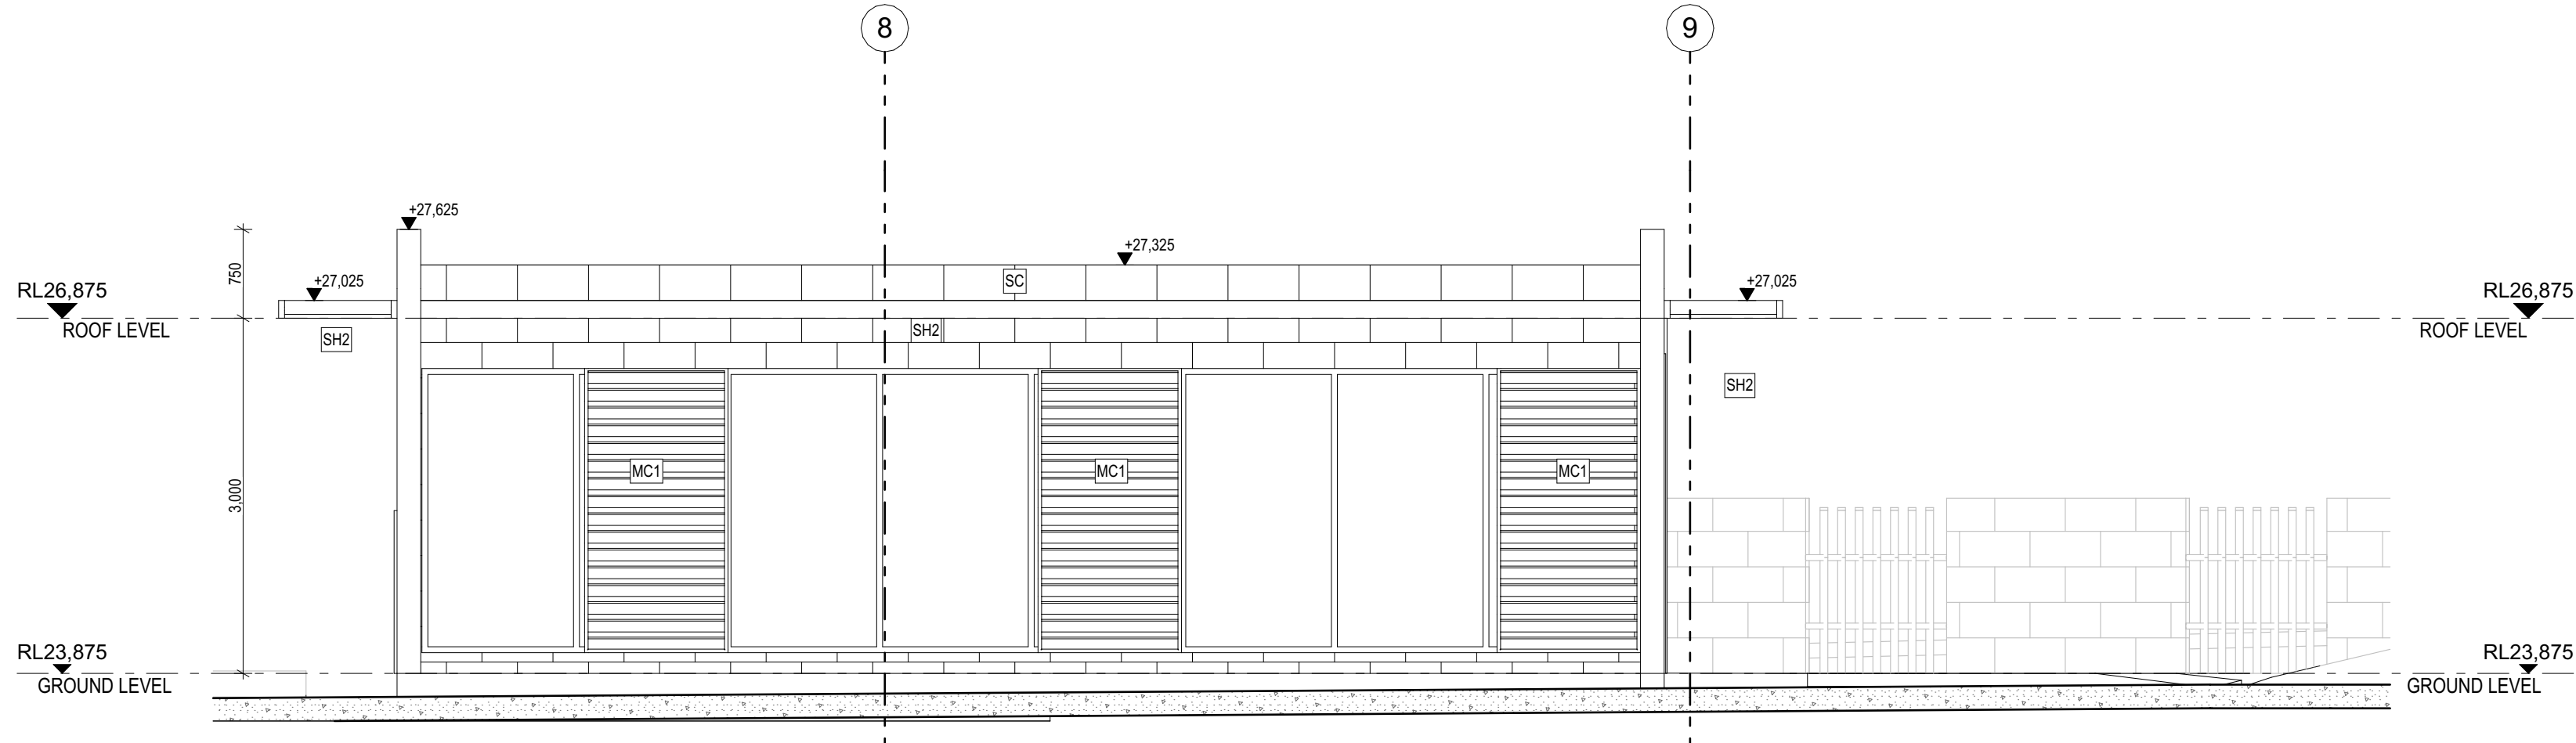 8
9
+27,625
+27,325
750
SC
+27,025
+27,025
RL26,875
RL26,875
ROOF LEVEL
SH2
SH2
ROOF LEVEL
SH2
MC1
MC1
MC1
3,000
RL23,875
RL23,875
GROUND LEVEL
GROUND LEVEL